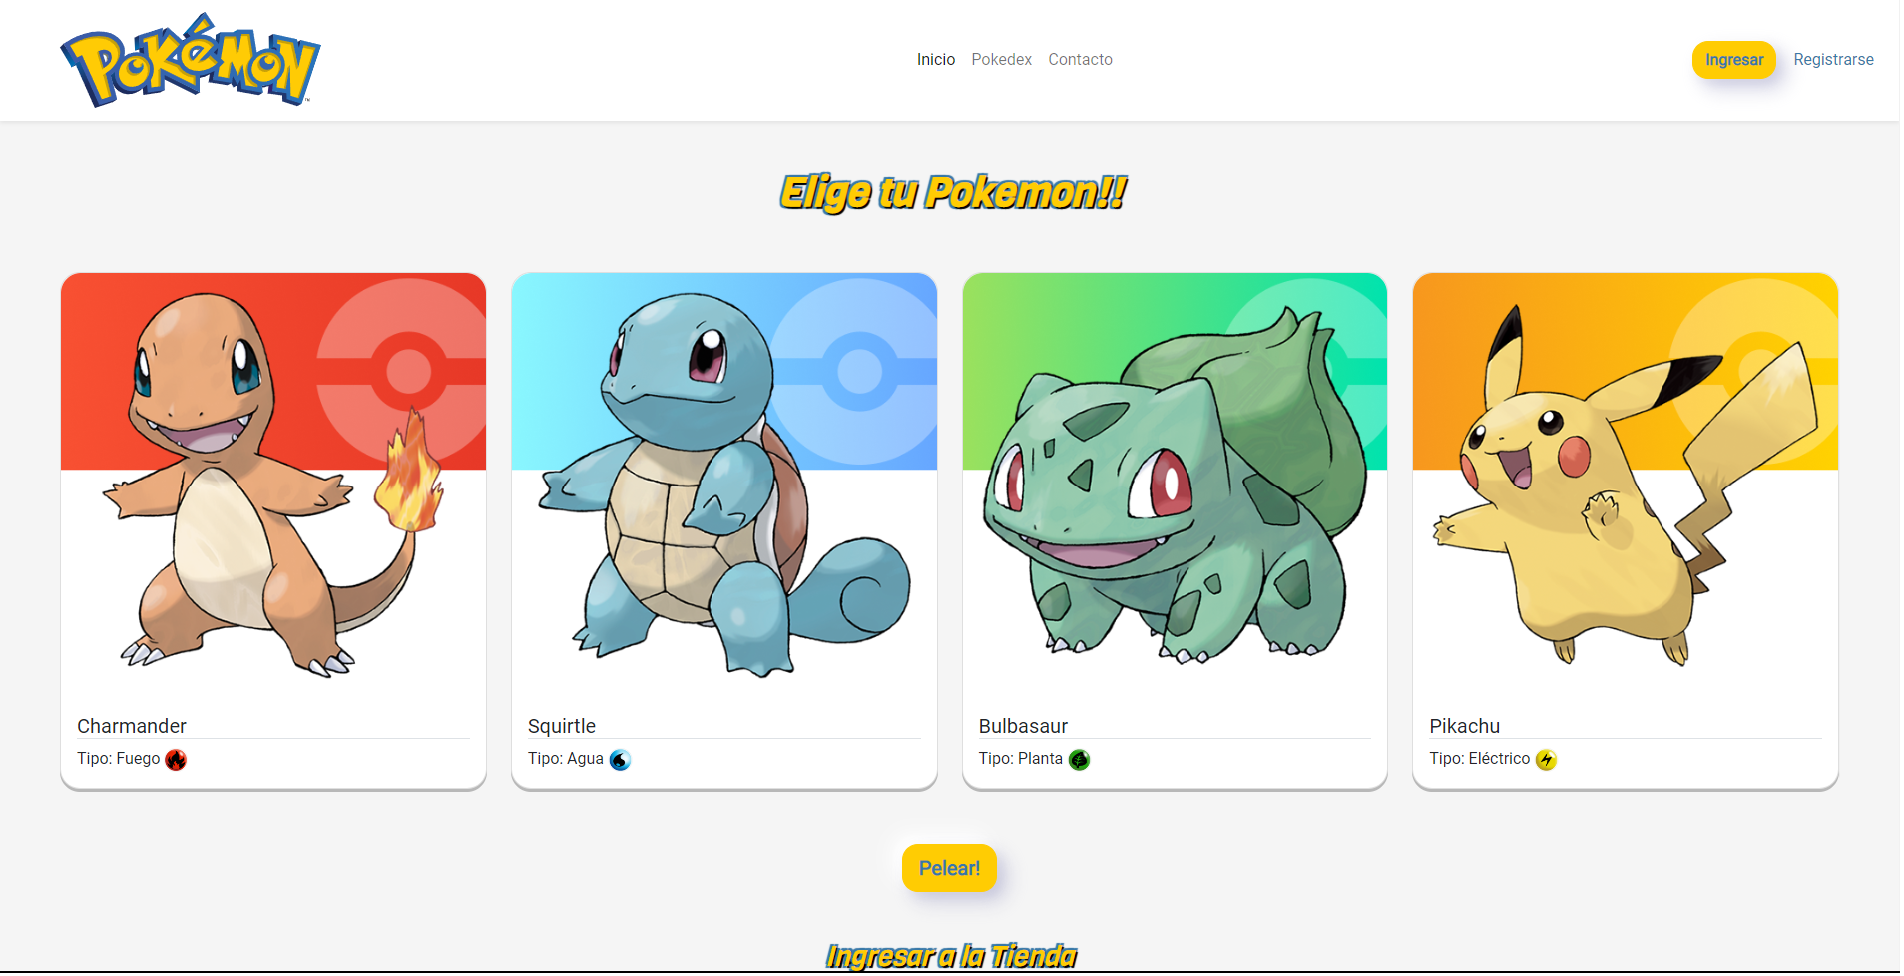 Pokémon
TM
Inicio Pokedex Contacto
Ingresar Registrarse
Elige tu Pokemon!!
Charmander
Tipo: Fuego
Squirtle
Tipo: Agua
Bulbasaur
Tipo: Planta
Pikachu
Tipo: Eléctrico
Pelear!
Ingresar a la Tienda